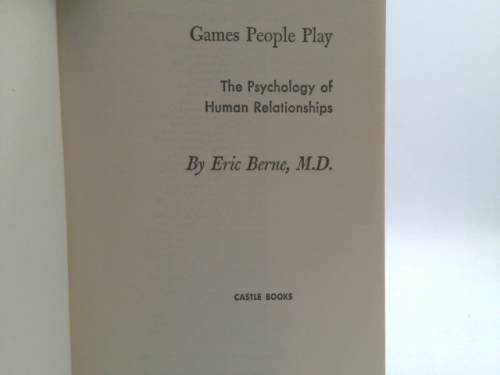 Games People Play
The Psychology of
Human Relationships
By Eric Berne, M.D.
CASTLE BOOKS